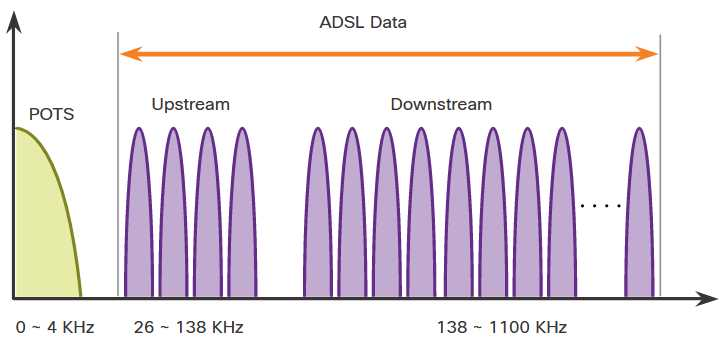 ADSL Data
POTS
Upstream
Downstream
. . . .
0 ~ 4 KHz
26 ~ 138 KHz
138 ~ 1100 KHz